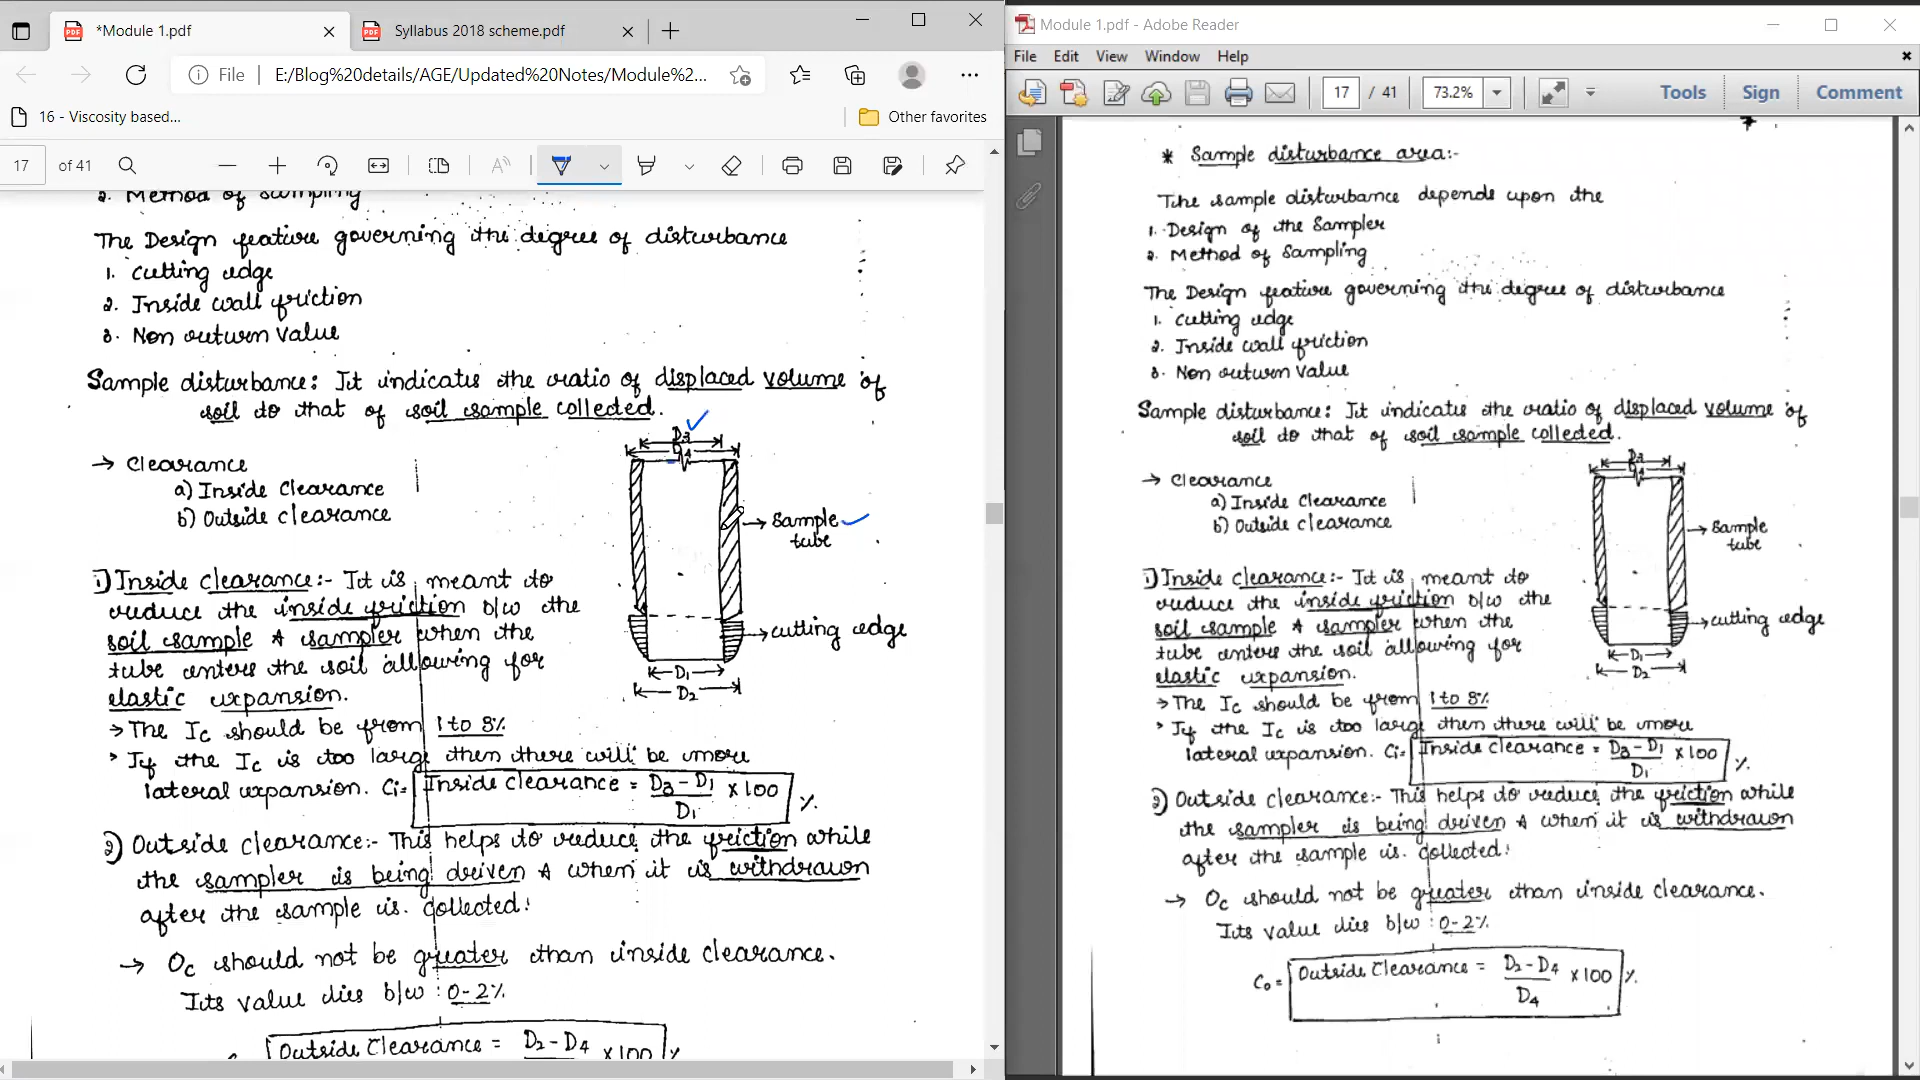 *Module 1.pdf
Syllabus 2018 scheme.pdf
File E:/Blog%20details/AGE/Updated%20Notes/Module%2...
16 - Viscosity based...
Other favorites
17 of 41
2. Method of Sampling
The Design feature governing the degree of disturbance
1. Cutting edge
2. Inside wall friction
3. Non return Value
Sample disturbance: It indicates the ratio of displaced volume of
soil to that of soil sample collected.
→ Clearance
a) Inside Clearance
b) Outside clearance
D3
D4
→ Sample
tube
→ cutting edge
D1
D2
1) Inside clearance:- It is meant to
reduce the inside friction b/w the
soil sample & sampler when the
tube enters the soil allowing for
elastic expansion.
→ The Ic should be from 1 to 3%
If the Ic is too large then there will be more
lateral expansion. Ci= Inside Clearance = D3 - D1 / D1 x 100 %.
2) Outside clearance:- This helps to reduce the friction while
the sampler is being driven & when it is withdrawn
after the sample is collected.
→ Oc should not be greater than inside clearance.
Its value lies b/w 0-2%
Outside Clearance = D2 - D4 x 100 %
Module 1.pdf - Adobe Reader
File Edit View Window Help
17 / 41 73.2%
Tools Sign Comment
* Sample disturbance area:-
The sample disturbance depends upon the
1. Design of the Sampler
2. Method of Sampling
The Design feature governing the degree of disturbance
1. Cutting edge
2. Inside wall friction
3. Non return Value
Sample disturbance: It indicates the ratio of displaced volume of
soil to that of soil sample collected.
→ Clearance
a) Inside Clearance
b) Outside clearance
D3
D4
→ Sample
tube
→ cutting edge
D1
D2
1) Inside clearance:- It is meant to
reduce the inside friction b/w the
soil sample & sampler when the
tube enters the soil allowing for
elastic expansion.
→ The Ic should be from 1 to 3%
If the Ic is too large then there will be more
lateral expansion. Ci= Inside clearance = D3 - D1 / D1 x 100 %.
2) Outside clearance:- This helps to reduce the friction while
the sampler is being driven & when it is withdrawn
after the sample is collected.
→ Oc should not be greater than inside clearance.
Its value lies b/w 0-2%
Co= Outside Clearance = D2 - D4 / D4 x 100 %.